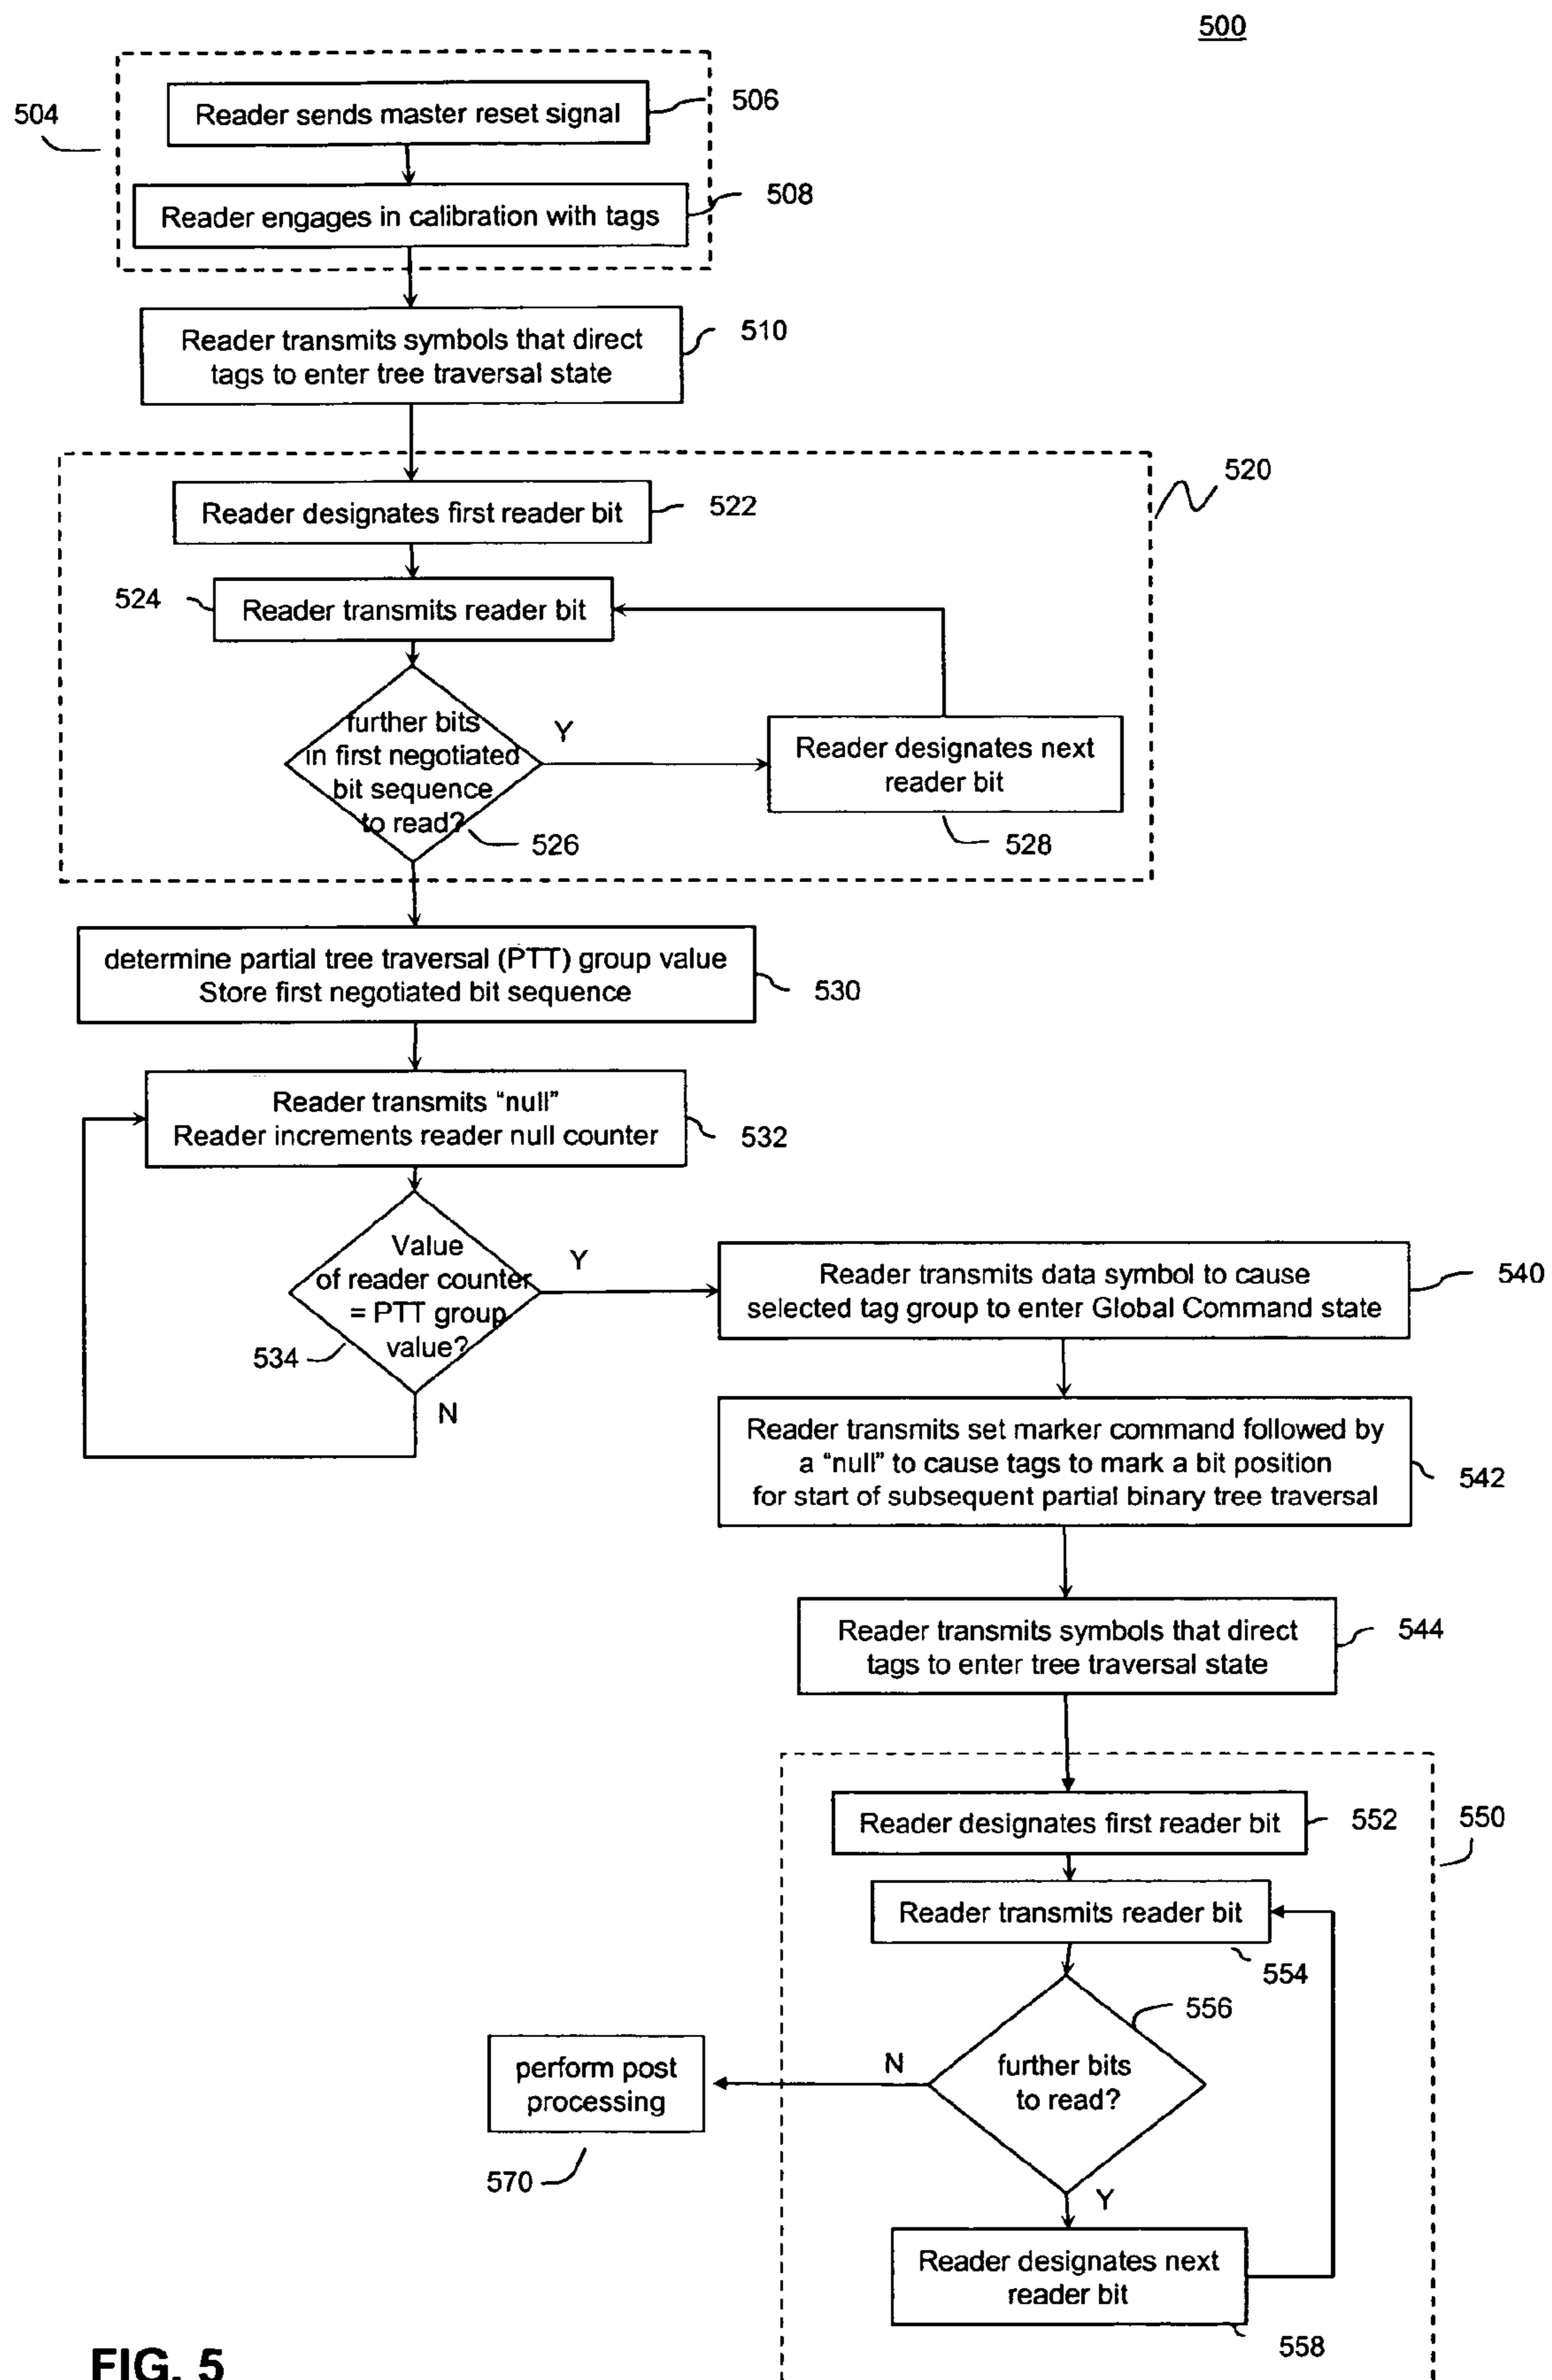 500
504
Reader sends master reset signal
506
Reader engages in calibration with tags
508
Reader transmits symbols that direct
tags to enter tree traversal state
510
520
Reader designates first reader bit
522
524
Reader transmits reader bit
further bits
in first negotiated
bit sequence
to read?
526
Y
Reader designates next
reader bit
528
determine partial tree traversal (PTT) group value
Store first negotiated bit sequence
530
Reader transmits “null”
Reader increments reader null counter
532
Value
of reader counter
= PTT group
value?
534
Y
N
Reader transmits data symbol to cause
selected tag group to enter Global Command state
540
Reader transmits set marker command followed by
a “null” to cause tags to mark a bit position
for start of subsequent partial binary tree traversal
542
Reader transmits symbols that direct
tags to enter tree traversal state
544
550
Reader designates first reader bit
552
Reader transmits reader bit
554
556
further bits
to read?
N
perform post
processing
570
Y
Reader designates next
reader bit
558
FIG. 5